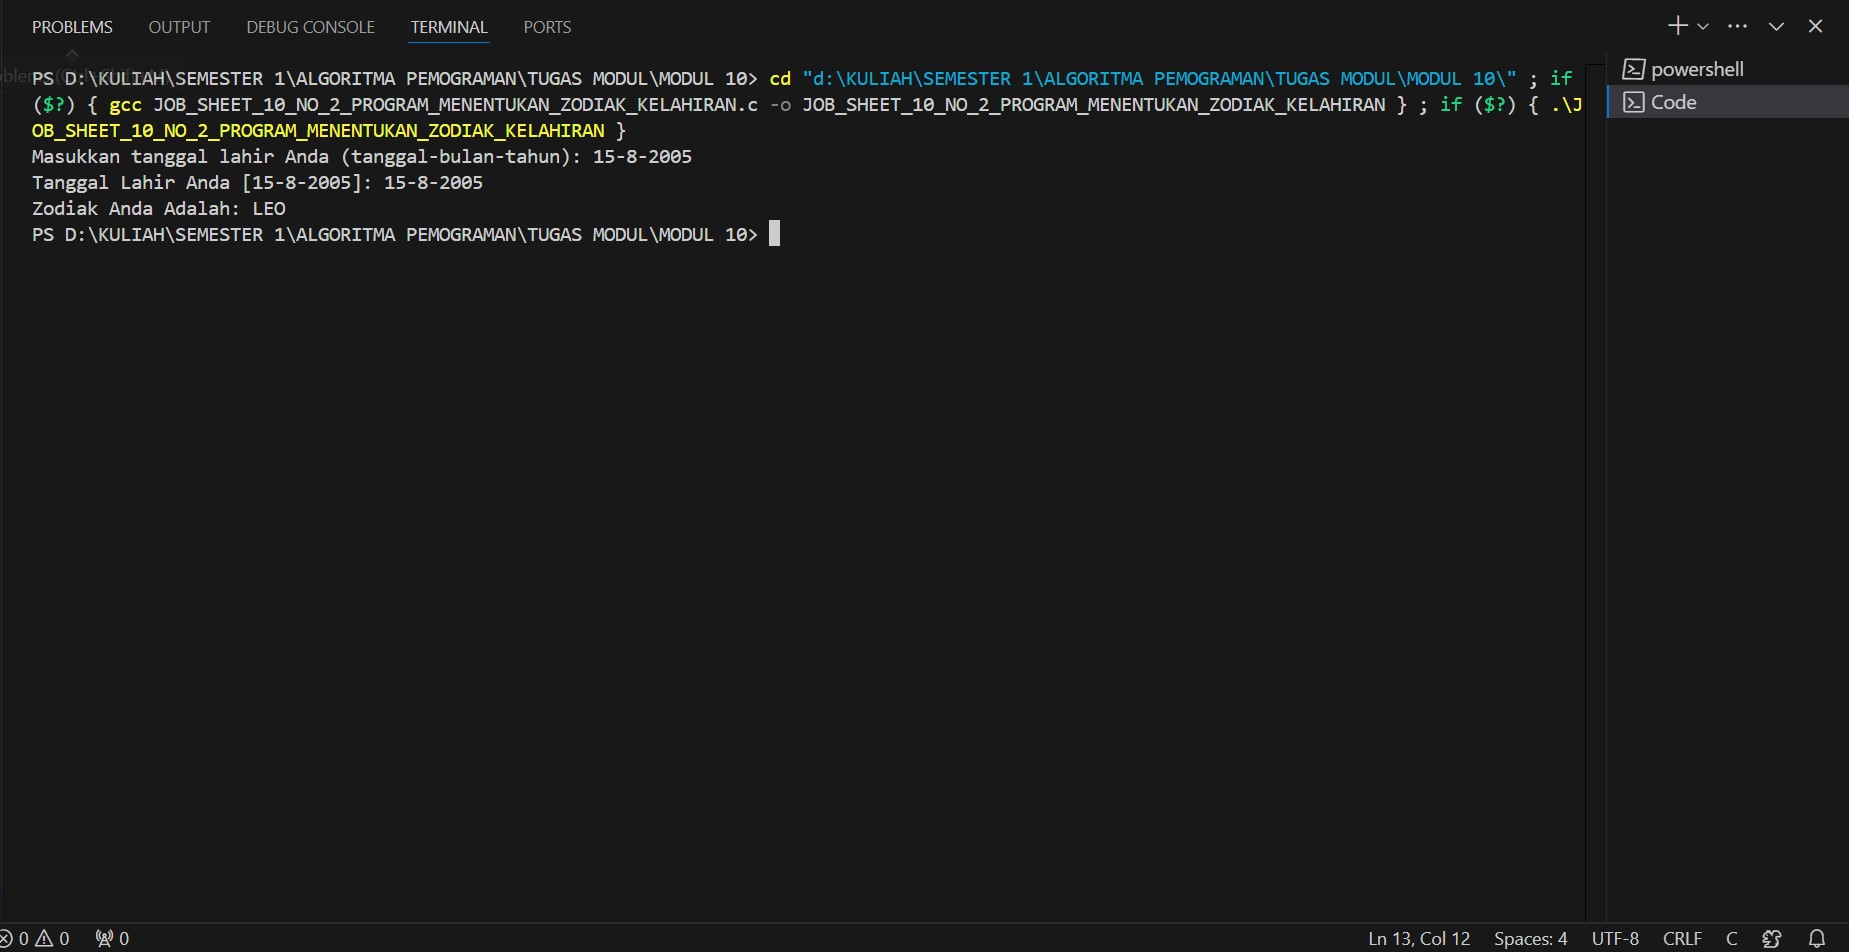 PROBLEMS OUTPUT DEBUG CONSOLE TERMINAL PORTS
PS D:\KULIAH\SEMESTER 1\ALGORITMA PEMOGRAMAN\TUGAS MODUL\MODUL 10> cd "d:\KULIAH\SEMESTER 1\ALGORITMA PEMOGRAMAN\TUGAS MODUL\MODUL 10\" ; if
($?) { gcc JOB_SHEET_10_NO_2_PROGRAM_MENENTUKAN_ZODIAK_KELAHIRAN.c -o JOB_SHEET_10_NO_2_PROGRAM_MENENTUKAN_ZODIAK_KELAHIRAN } ; if ($?) { .\J
OB_SHEET_10_NO_2_PROGRAM_MENENTUKAN_ZODIAK_KELAHIRAN }
Masukkan tanggal lahir Anda (tanggal-bulan-tahun): 15-8-2005
Tanggal Lahir Anda [15-8-2005]: 15-8-2005
Zodiak Anda Adalah: LEO
PS D:\KULIAH\SEMESTER 1\ALGORITMA PEMOGRAMAN\TUGAS MODUL\MODUL 10>
powershell
Code
0 0 0
Ln 13, Col 12 Spaces: 4 UTF-8 CRLF C